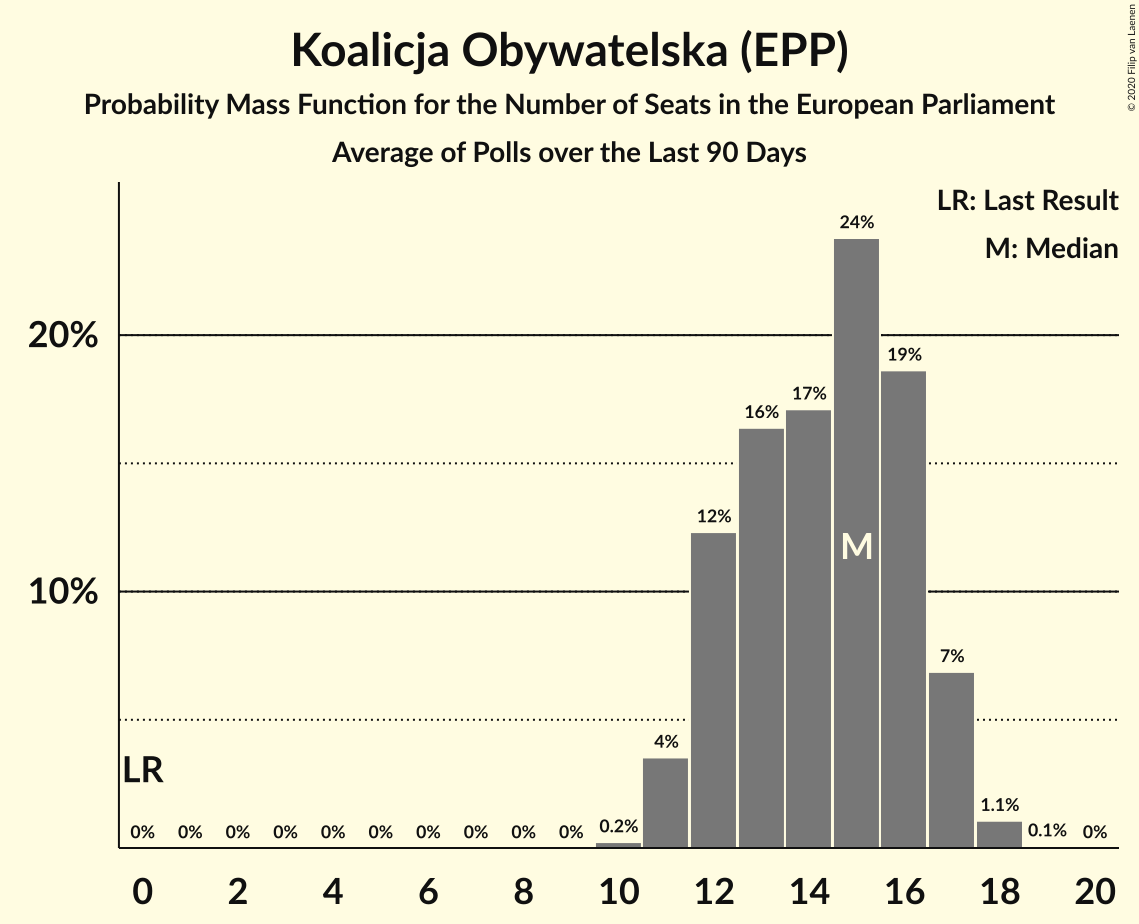 Koalicja Obywatelska (EPP)
Probability Mass Function for the Number of Seats in the European Parliament
Average of Polls over the Last 90 Days
© 2020 Filip van Laenen
LR: Last Result
M: Median
24%
20%
19%
17%
16%
12%
M
10%
7%
4%
LR
0% 0% 0% 0% 0% 0% 0% 0% 0% 0% 0.2% 1.1% 0.1% 0%
0 2 4 6 8 10 12 14 16 18 20